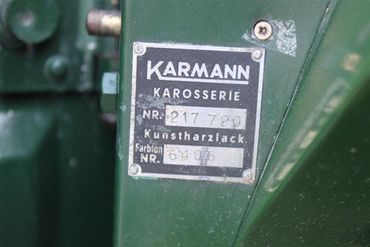 KARMANN
KAROSSERIE
NR. 217 720
Kunstharzlack
Farbton
NR.